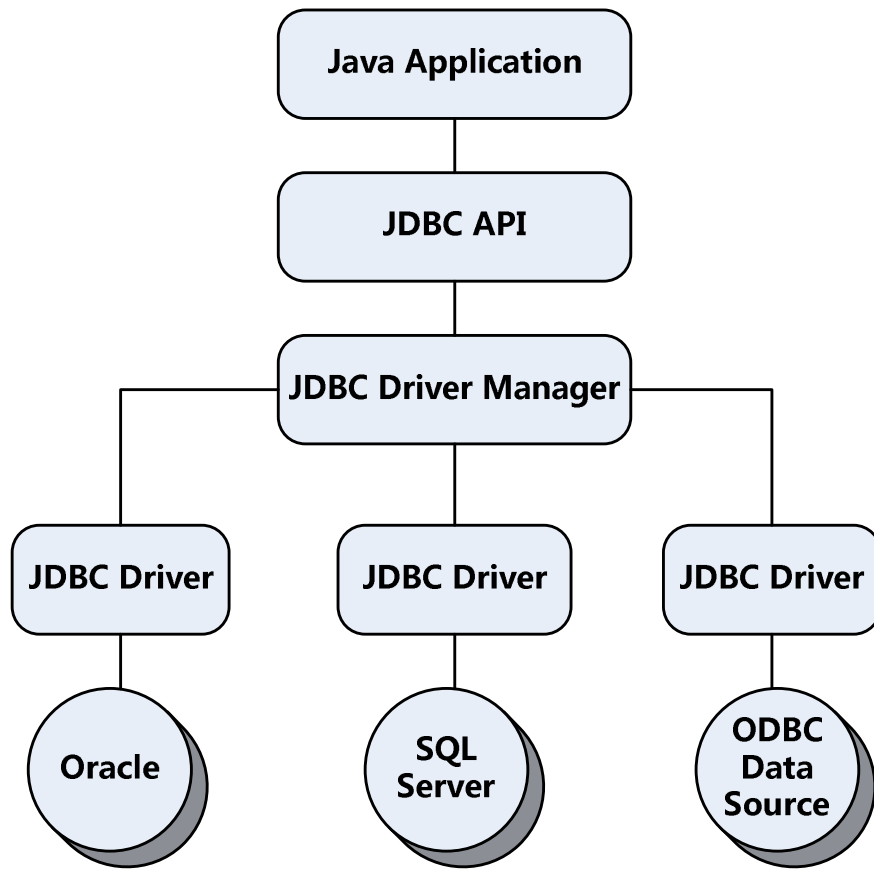 Java Application
JDBC API
JDBC Driver Manager
JDBC Driver
JDBC Driver
JDBC Driver
Oracle
SQL
Server
ODBC
Data
Source